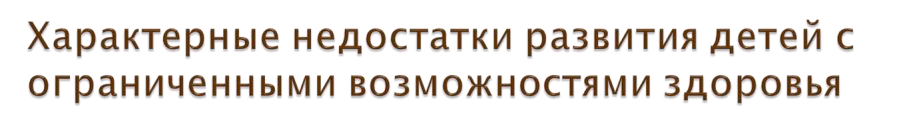 Характерные недостатки развития детей с
ограниченными возможностями здоровья